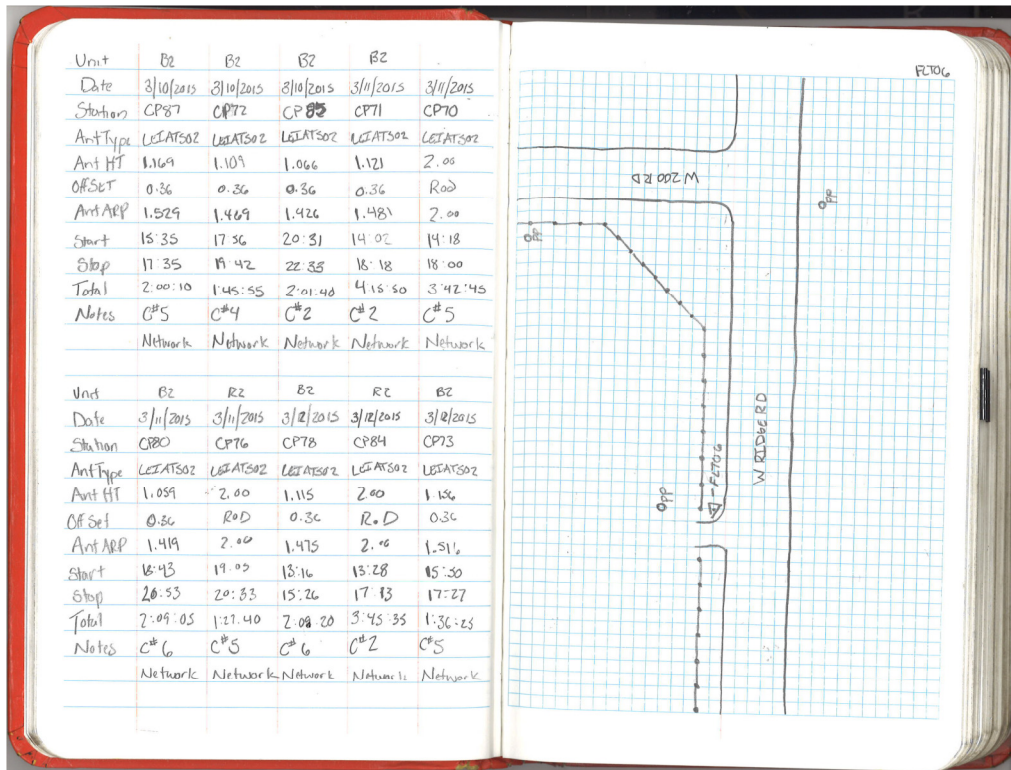 Unit B2 B2 B2 B2
Date 3/10/2015 3/10/2015 3/10/2015 3/11/2015 3/11/2015
Station CP87 CP72 CP85 CP71 CP70
AntType LEIATS02 LEIATS02 LEIATS02 LEIATS02 LEIATS02
Ant HT 1.169 1.109 1.066 1.121 2.00
OffSET 0.36 0.36 0.36 0.36 Rod
Ant ARP 1.529 1.469 1.426 1.481 2.00
Start 15:35 17:56 20:31 14:02 14:18
Stop 17:35 19:42 22:33 18:18 18:00
Total 2:00:10 1:45:55 2:01:40 4:15:50 3:42:45
Notes C#5 C#4 C#2 C#2 C#5
Network Network Network Network Network
Unit B2 R2 B2 R2 B2
Date 3/11/2015 3/11/2015 3/12/2015 3/12/2015 3/12/2015
Station CP80 CP76 CP78 CP84 CP73
AntType LEIATS02 LEIATS02 LEIATS02 LEIATS02 LEIATS02
Ant HT 1.059 2.00 1.115 2.00 1.156
OffSet 0.36 ROD 0.36 ROD 0.36
Ant ARP 1.419 2.00 1.475 2.00 1.516
Start 18:43 19:05 13:16 13:28 15:50
Stop 20:53 20:33 15:26 17:13 17:27
Total 2:09:05 1:27:40 2:08:20 3:45:35 1:36:25
Notes C#6 C#5 C#6 C#2 C#5
Network Network Network Network Network
FLT06
W 200 RD
PP
PP
W RIDGE RD
PP
-FLT06